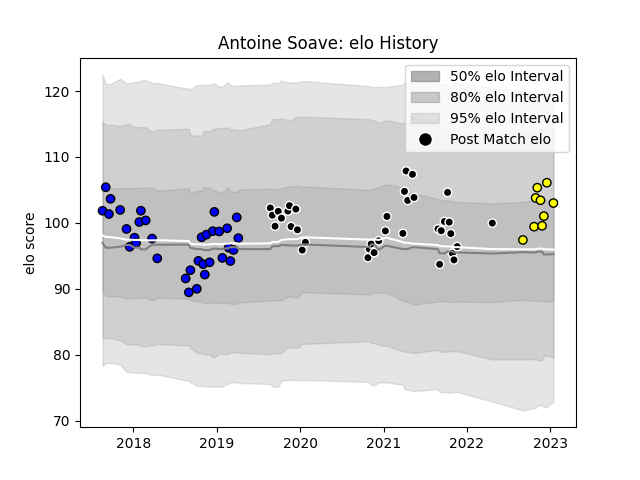 Antoine Soave: elo History
50% elo Interval
80% elo Interval
95% elo Interval
Post Match elo
elo score
120
110
100
90
80
70
2018
2019
2020
2021
2022
2023